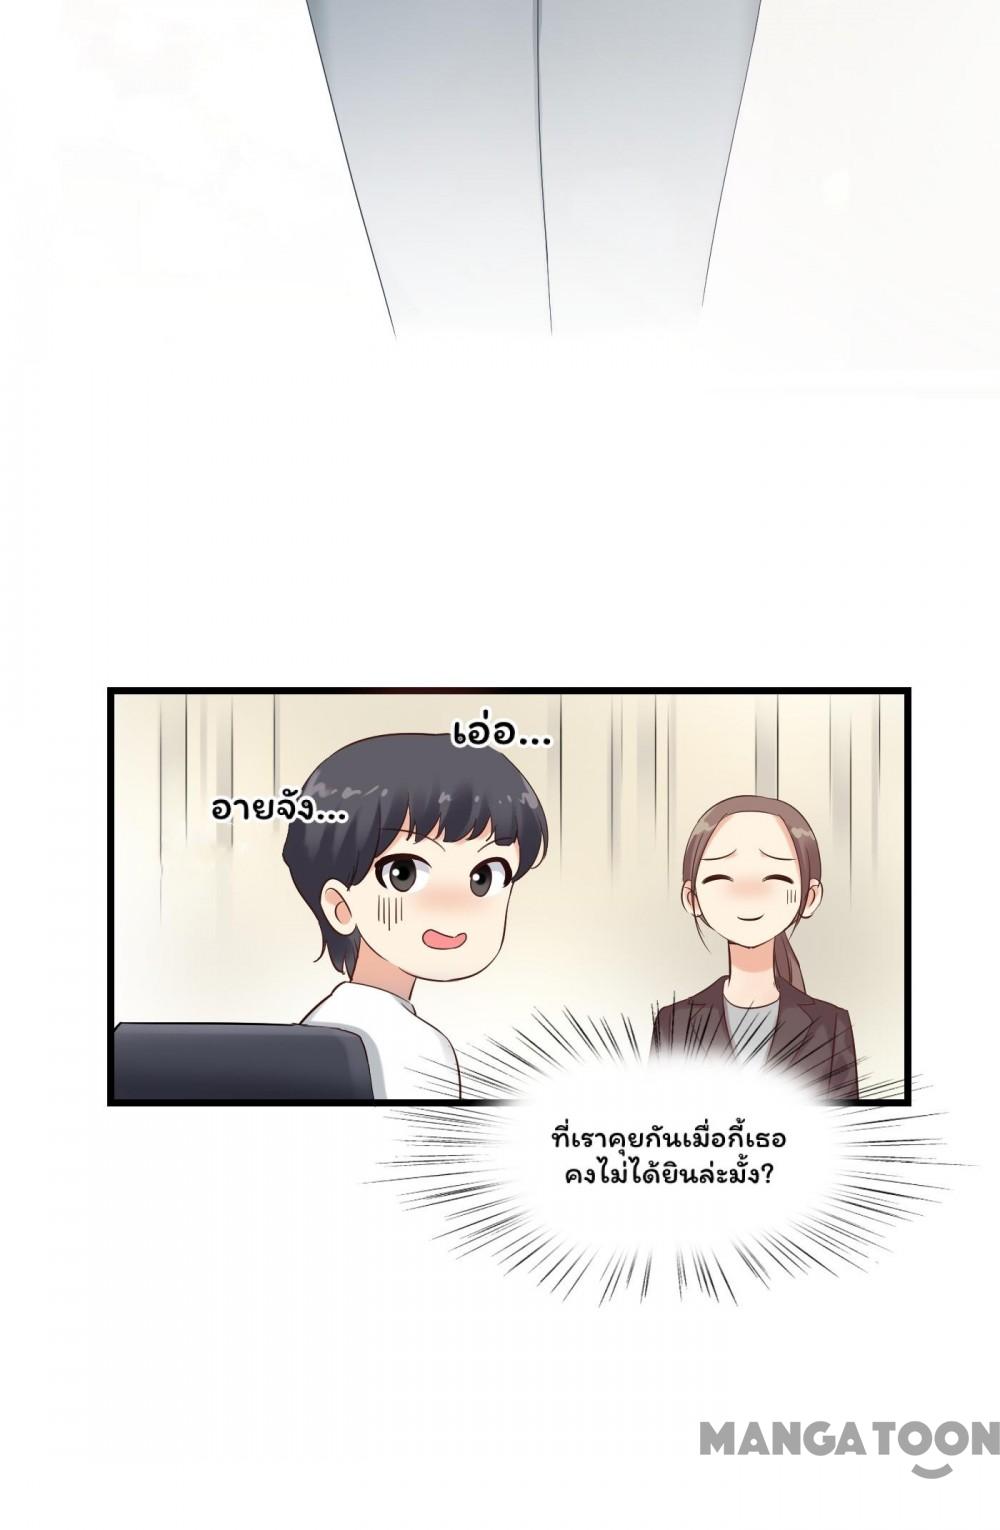 เอ่อ...
อายจัง...
ที่เราคุยกันเมื่อกี้เธอ
คงไม่ได้ยินล่ะมั้ง?
MANGATOON